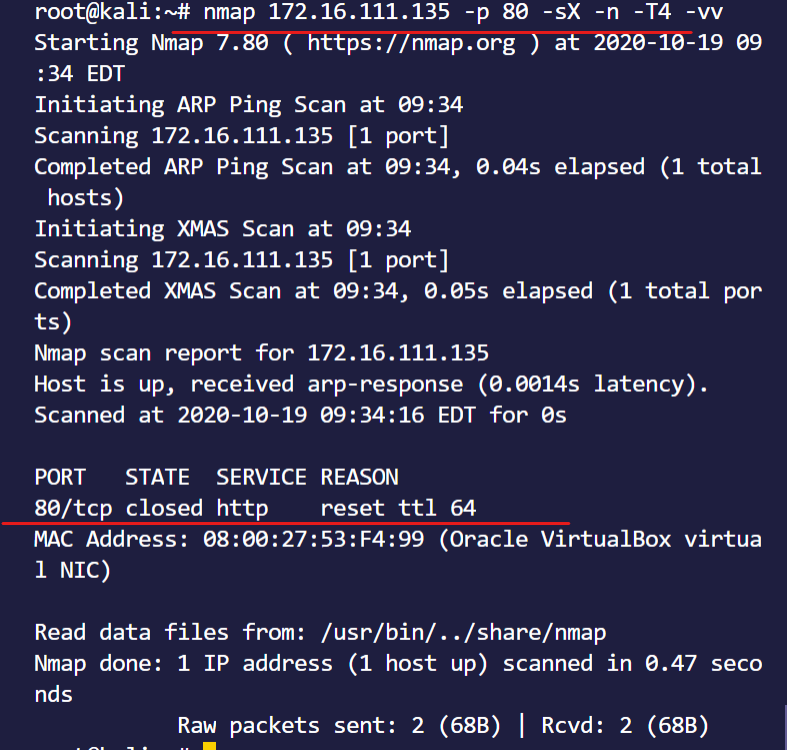 root@kali:~# nmap 172.16.111.135 -p 80 -sX -n -T4 -vv
Starting Nmap 7.80 ( https://nmap.org ) at 2020-10-19 09
:34 EDT
Initiating ARP Ping Scan at 09:34
Scanning 172.16.111.135 [1 port]
Completed ARP Ping Scan at 09:34, 0.04s elapsed (1 total
 hosts)
Initiating XMAS Scan at 09:34
Scanning 172.16.111.135 [1 port]
Completed XMAS Scan at 09:34, 0.05s elapsed (1 total por
ts)
Nmap scan report for 172.16.111.135
Host is up, received arp-response (0.0014s latency).
Scanned at 2020-10-19 09:34:16 EDT for 0s

PORT   STATE  SERVICE REASON
80/tcp closed http    reset ttl 64
MAC Address: 08:00:27:53:F4:99 (Oracle VirtualBox virtua
l NIC)

Read data files from: /usr/bin/../share/nmap
Nmap done: 1 IP address (1 host up) scanned in 0.47 seco
nds
           Raw packets sent: 2 (68B) | Rcvd: 2 (68B)